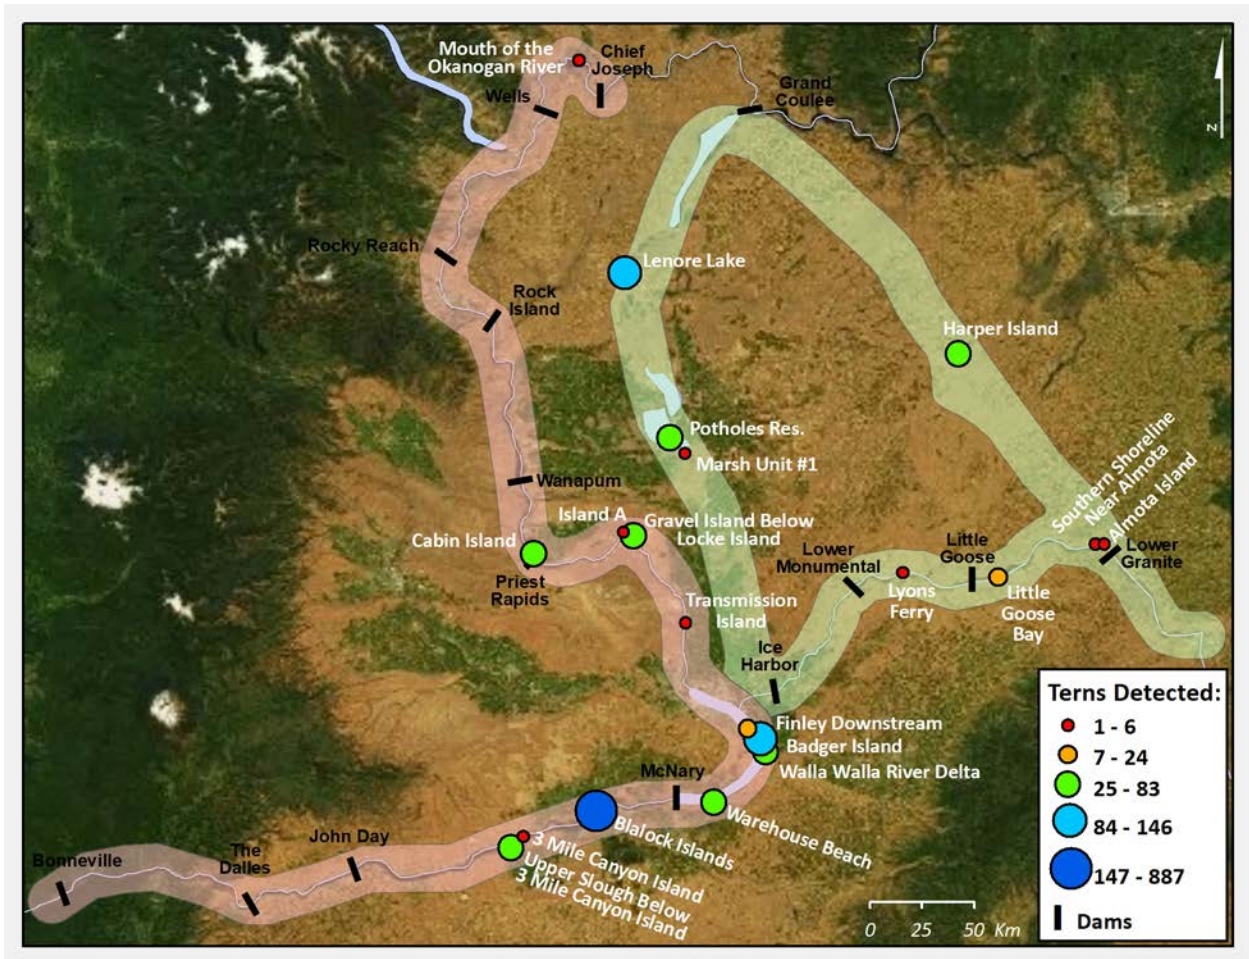 Mouth of the
Okanogan River
Chief
Joseph
Wells
Grand
Coulee
N
Rocky Reach
Lenore Lake
Rock
Island
Harper Island
Potholes Res.
Marsh Unit #1
Wanapum
Southern Shoreline
Near Almota
Almota Island
Island A
Gravel Island Below
Locke Island
Cabin Island
Priest
Rapids
Lower
Monumental
Little
Goose
Lower
Granite
Lyons
Ferry
Little
Goose
Bay
Transmission
Island
Ice
Harbor
Finley Downstream
Badger Island
Walla Walla River Delta
McNary
Warehouse Beach
Blalock Islands
3 Mile Canyon Island
Upper Slough Below
3 Mile Canyon Island
John Day
The
Dalles
Bonneville
Terns Detected:
1 - 6
7 - 24
25 - 83
84 - 146
147 - 887
Dams
0 25 50 Km